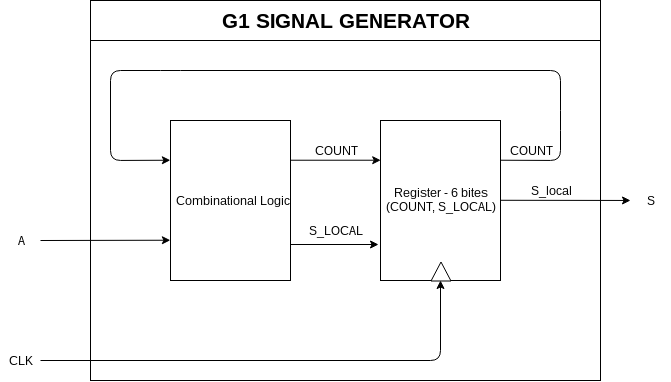 G1 SIGNAL GENERATOR
COUNT
COUNT
Combinational Logic
Register - 6 bites
(COUNT, S_LOCAL)
S_local
S
S_LOCAL
A
CLK